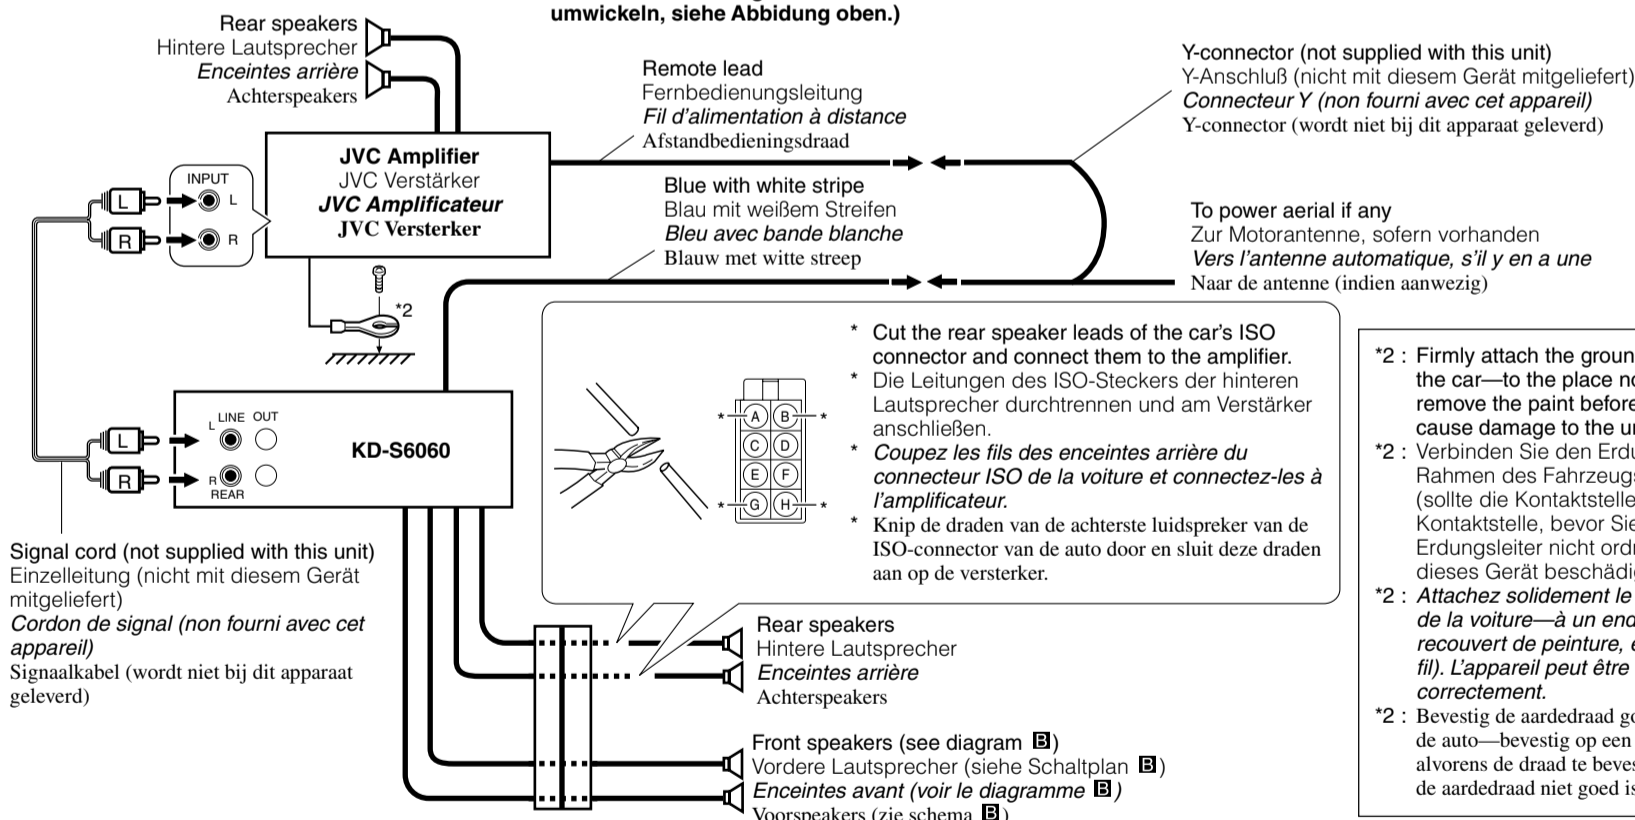 umwickeln, siehe Abbidung oben.)
Rear speakers
Hintere Lautsprecher
Enceintes arrière
Achterspeakers
Remote lead
Fernbedienungsleitung
Fil d'alimentation à distance
Afstandbedieningsdraad
Y-connector (not supplied with this unit)
Y-Anschluß (nicht mit diesem Gerät mitgeliefert)
Connecteur Y (non fourni avec cet appareil)
Y-connector (wordt niet bij dit apparaat geleverd)
JVC Amplifier
JVC Verstärker
JVC Amplificateur
JVC Versterker
INPUT
L
R
L
R
Blue with white stripe
Blau mit weißem Streifen
Bleu avec bande blanche
Blauw met witte streep
To power aerial if any
Zur Motorantenne, sofern vorhanden
Vers l'antenne automatique, s'il y en a une
Naar de antenne (indien aanwezig)
*2
KD-S6060
LINE OUT
L
R
REAR
L
R
* Cut the rear speaker leads of the car's ISO
connector and connect them to the amplifier.
* Die Leitungen des ISO-Steckers der hinteren
Lautsprecher durchtrennen und am Verstärker
anschließen.
* Coupez les fils des enceintes arrière du
connecteur ISO de la voiture et connectez-les à
l'amplificateur.
* Knip de draden van de achterste luidspreker van de
ISO-connector van de auto door en sluit deze draden
aan op de versterker.
* A B *
C D
E F
* G H *
*2 : Firmly attach the groun
the car—to the place no
remove the paint before
cause damage to the un
*2 : Verbinden Sie den Erdu
Rahmen des Fahrzeugs
(sollte die Kontaktstelle
Kontaktstelle, bevor Sie
Erdungsleiter nicht ordn
dieses Gerät beschädig
*2 : Attachez solidement le
de la voiture—à un end
recouvert de peinture, e
fil). L'appareil peut être
correctement.
*2 : Bevestig de aardedraad go
de auto—bevestig op een
alvorens de draad te beves
de aardedraad niet goed is
Signal cord (not supplied with this unit)
Einzelleitung (nicht mit diesem Gerät
mitgeliefert)
Cordon de signal (non fourni avec cet
appareil)
Signaalkabel (wordt niet bij dit apparaat
geleverd)
Rear speakers
Hintere Lautsprecher
Enceintes arrière
Achterspeakers
Front speakers (see diagram B)
Vordere Lautsprecher (siehe Schaltplan B)
Enceintes avant (voir le diagramme B)
Voorspeakers (zie schema B)